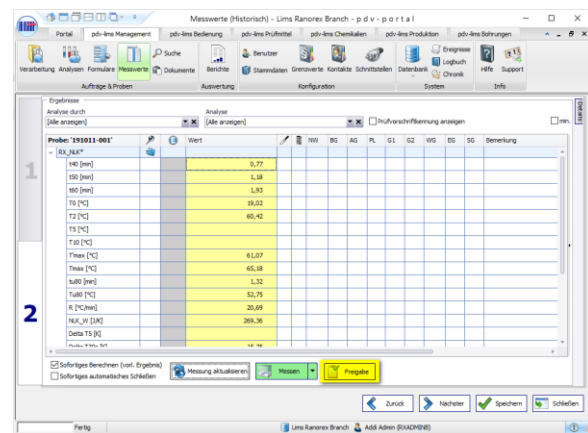 Messwerte (Historisch) - Lims Ranorex Branch - p d v - p o r t a l
Portal pdv-lims Management pdv-lims Bedienung pdv-lims Prüfmittel pdv-lims Chemikalien pdv-lims Produktion pdv-lims Bohrungen
Verarbeitung Analysen Formulare Messwerte Suche Dokumente Berichte Benutzer Stammdaten Grenzwerte Kontakte Schnittstellen Datenbank Ereignisse Logbuch Chronik Hilfe Support
Aufträge & Proben Auswertung Konfiguration System Info
Ergebnisse
Analyse durch Analyse
[Alle anzeigen] [Alle anzeigen] Prüfvorschriftkennung anzeigen min.
Details
Probe: '191011-001' Wert NW BG AG PL G1 G2 WG EG SG Bemerkung
RX_NLK*
t40 [min] 0,77
t50 [min] 1,18
t60 [min] 1,93
T0 [°C] 19,02
T2 [°C] 60,42
T5 [°C]
T10 [°C]
T'max [°C] 61,07
Tmax [°C] 65,18
tu80 [min] 1,32
Tu80 [°C] 52,75
R [°C/min] 20,69
NLK_W [J/K] 269,36
Delta T5 [K]
1
2
Sofortiges Berechnen (vorl. Ergebnis)
Sofortiges automatisches Schließen
Messung aktualisieren Messen Freigabe
Zurück Nächster Speichern Schließen
Fertig Lims Ranorex Branch Addi Admin (RXADMINB)